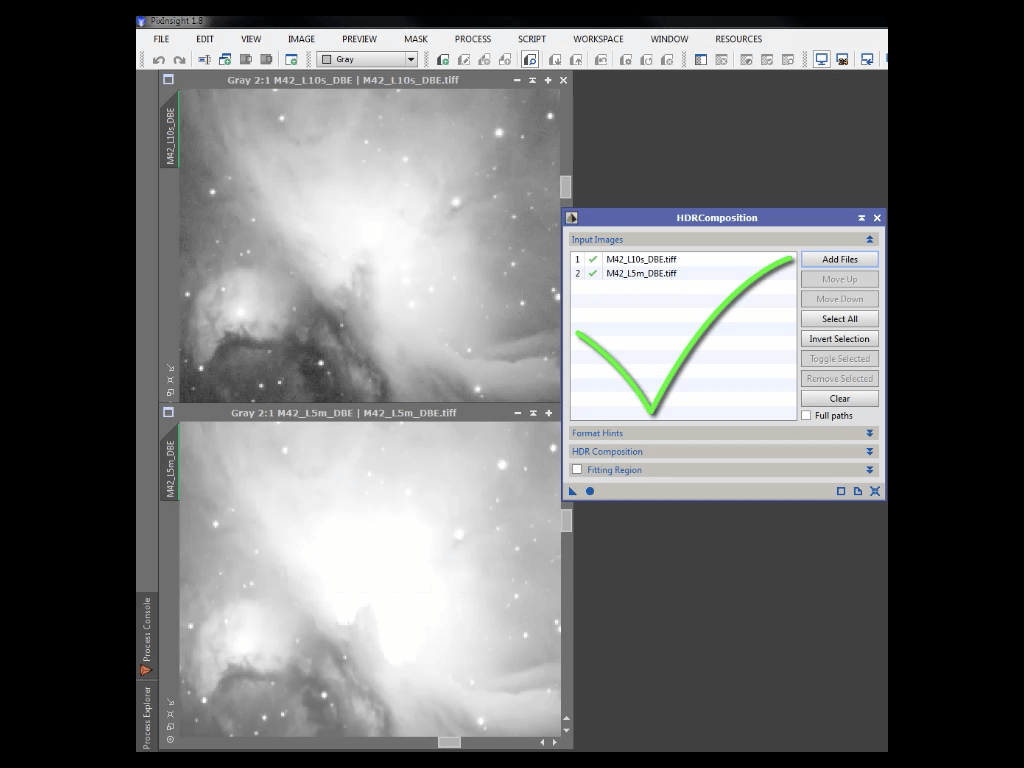 PixInsight 1.8
FILE EDIT VIEW IMAGE PREVIEW MASK PROCESS SCRIPT WORKSPACE WINDOW RESOURCES
Gray
Gray 2:1 M42_L10s_DBE | M42_L10s_DBE.tiff
M42_L10s_DBE
HDRComposition
Input Images
1 M42_L10s_DBE.tiff
2 M42_L5m_DBE.tiff
Add Files
Move Up
Move Down
Select All
Invert Selection
Toggle Selected
Remove Selected
Clear
Full paths
Format Hints
HDR Composition
Fitting Region
Gray 2:1 M42_L5m_DBE | M42_L5m_DBE.tiff
M42_L5m_DBE
Process Console
Process Explorer